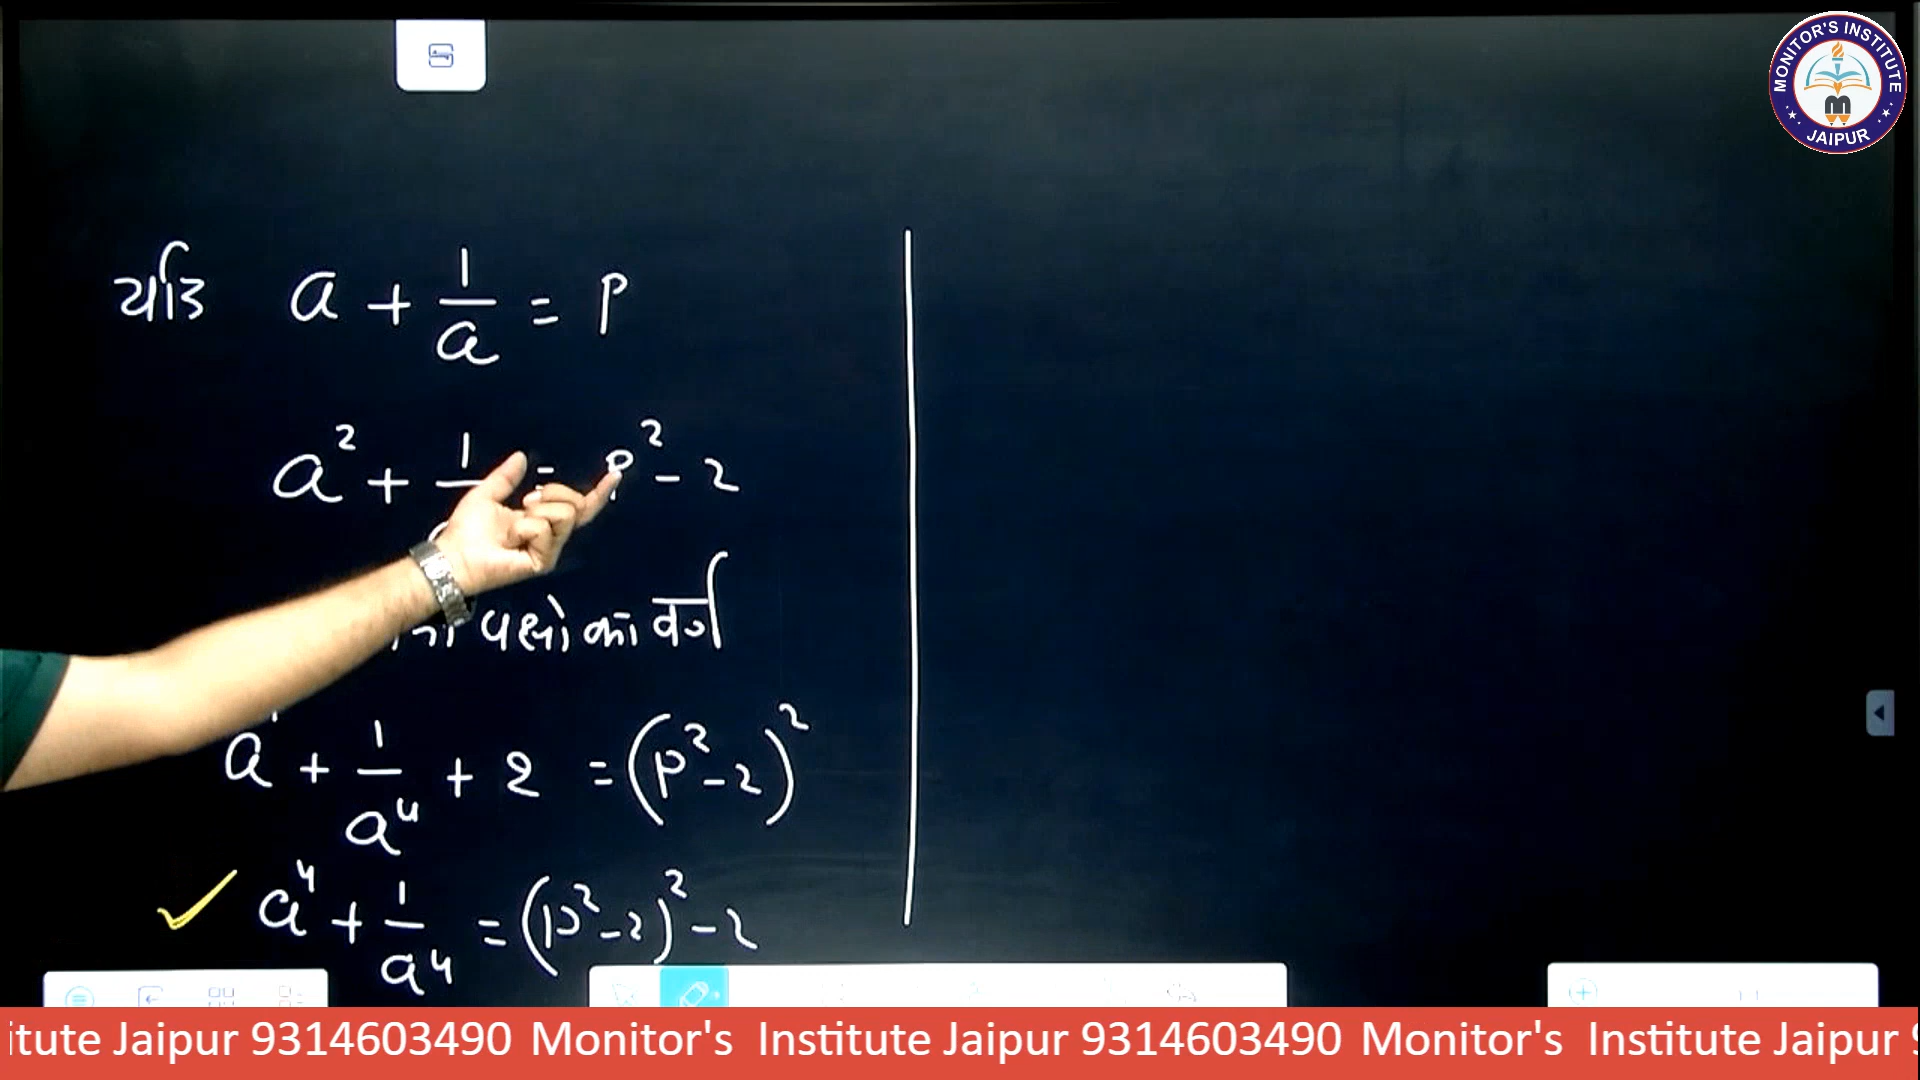 MONITOR'S INSTITUTE
M
JAIPUR
यदि a + 1/a = P
a² + 1/ = P² - 2
पक्षो का वर्ग
a + 1/a⁴ + 2 = (p² - 2)²
✓ a⁴ + 1/a⁴ = (p² - 2)² - 2
itute Jaipur 9314603490 Monitor's Institute Jaipur 9314603490 Monitor's Institute Jaipur